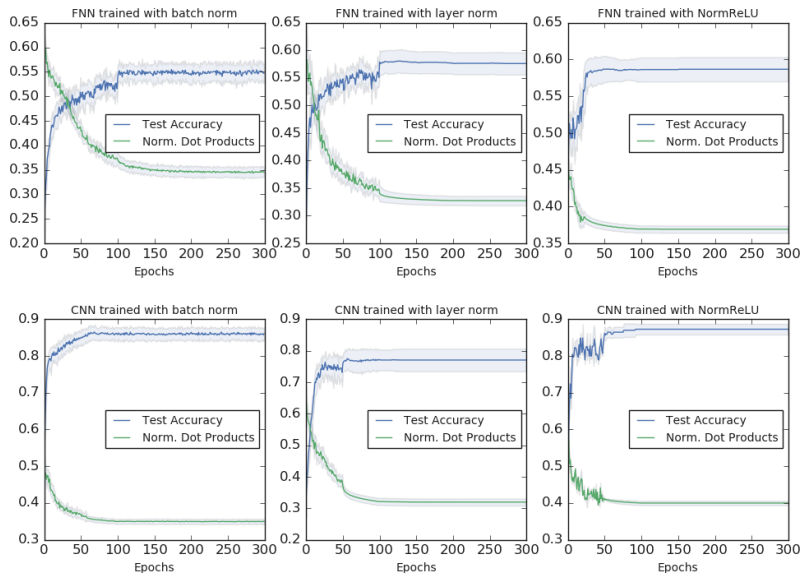 FNN trained with batch norm
0.65
0.60
0.55
0.50
0.45
0.40
0.35
0.30
0.25
0.20
Test Accuracy
Norm. Dot Products
0 50 100 150 200 250 300
Epochs
FNN trained with layer norm
0.65
0.60
0.55
0.50
0.45
0.40
0.35
0.30
0.25
Test Accuracy
Norm. Dot Products
0 50 100 150 200 250 300
Epochs
FNN trained with NormReLU
0.65
0.60
0.55
0.50
0.45
0.40
0.35
Test Accuracy
Norm. Dot Products
0 50 100 150 200 250 300
Epochs
CNN trained with batch norm
0.9
0.8
0.7
0.6
0.5
0.4
0.3
Test Accuracy
Norm. Dot Products
0 50 100 150 200 250 300
Epochs
CNN trained with layer norm
0.9
0.8
0.7
0.6
0.5
0.4
0.3
0.2
Test Accuracy
Norm. Dot Products
0 50 100 150 200 250 300
Epochs
CNN trained with NormReLU
0.9
0.8
0.7
0.6
0.5
0.4
0.3
Test Accuracy
Norm. Dot Products
0 50 100 150 200 250 300
Epochs